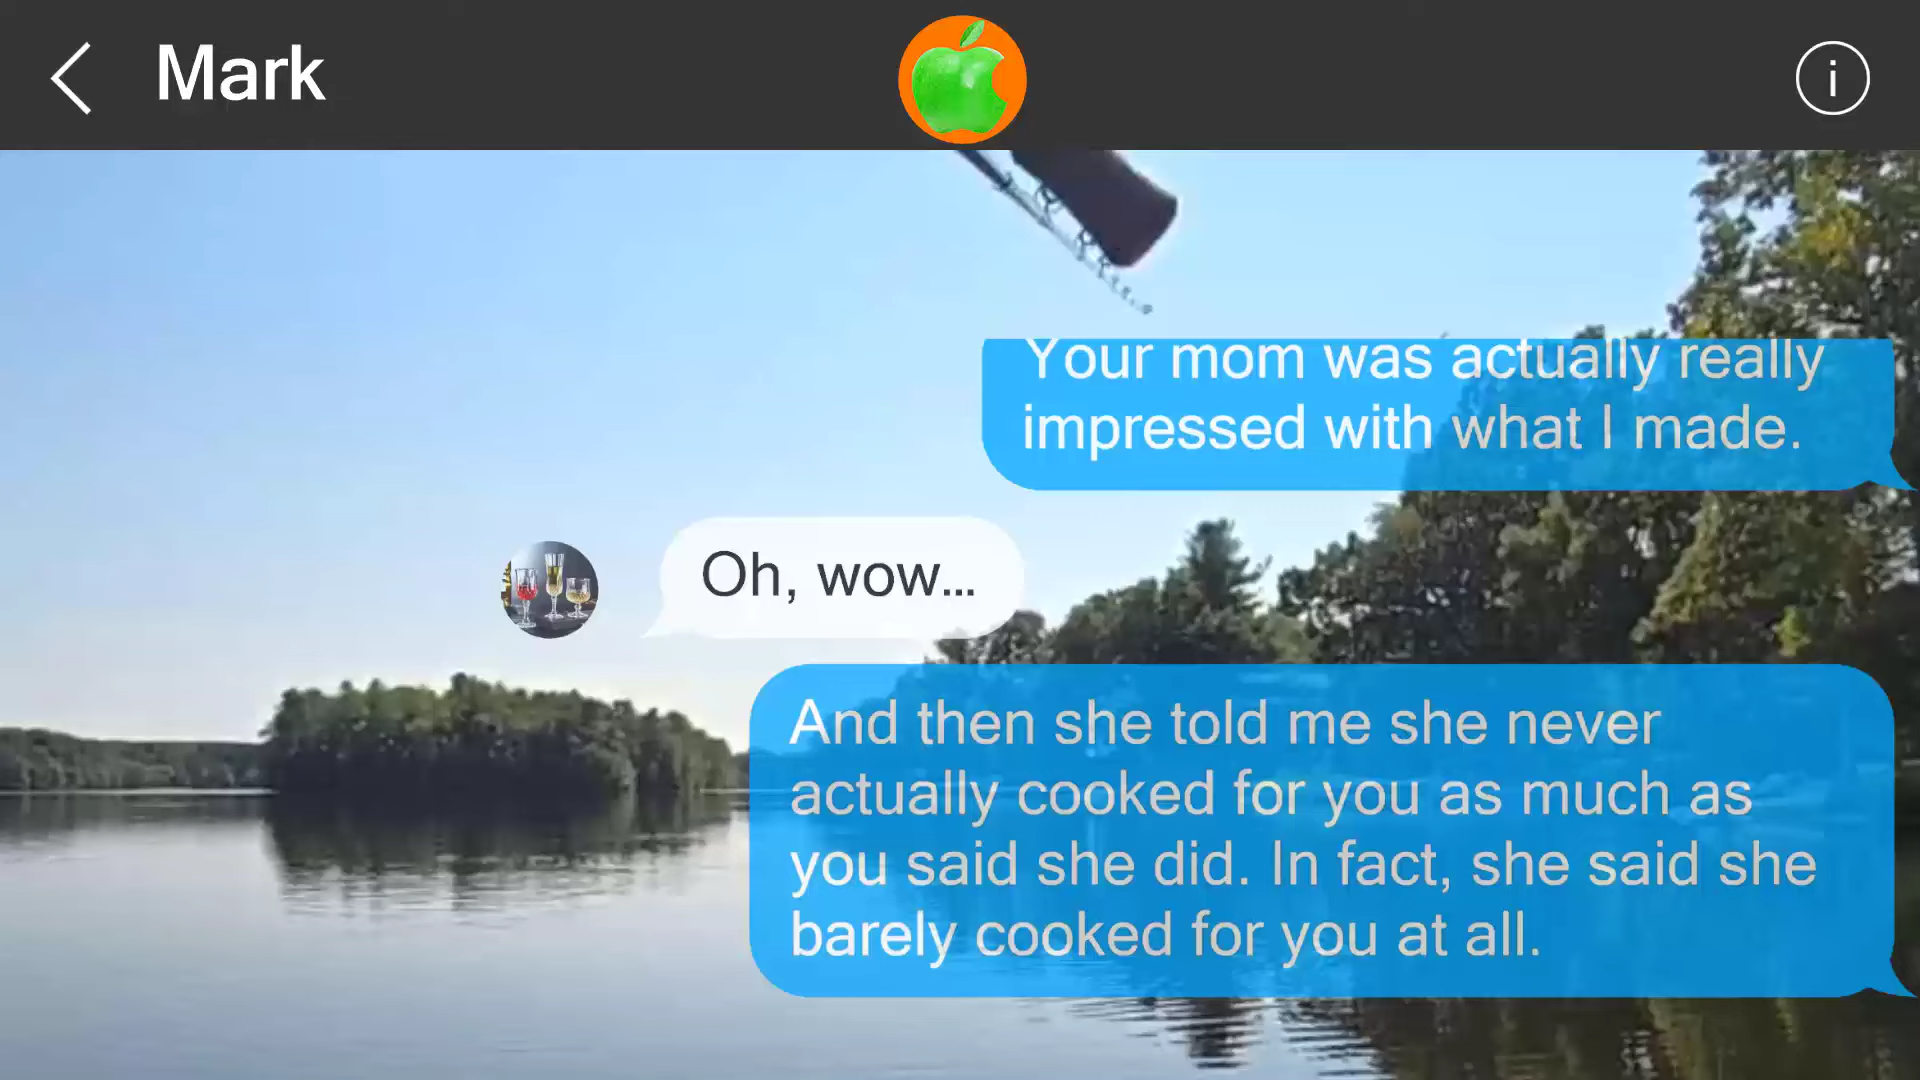 Mark
i
Your mom was actually really
impressed with what I made.
Oh, wow...
And then she told me she never
actually cooked for you as much as
you said she did. In fact, she said she
barely cooked for you at all.